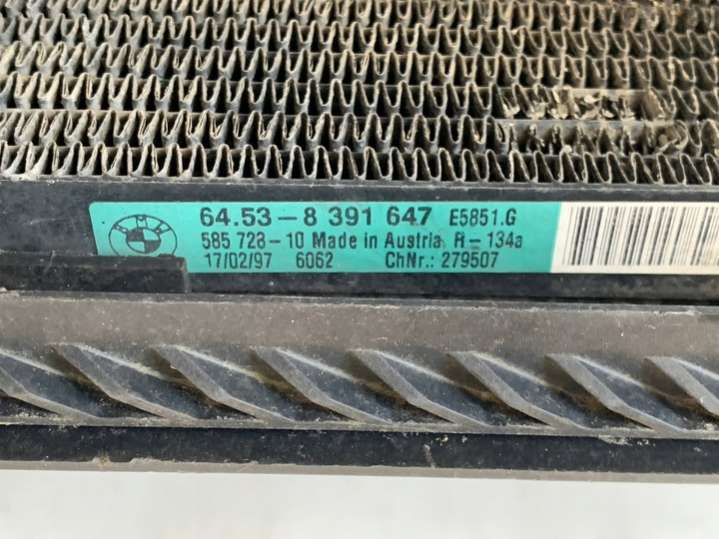 BMW
64.53-8 391 647 E5851.G
585 728-10 Made in Austria R-134a
17/02/97 6062 ChNr.: 279507